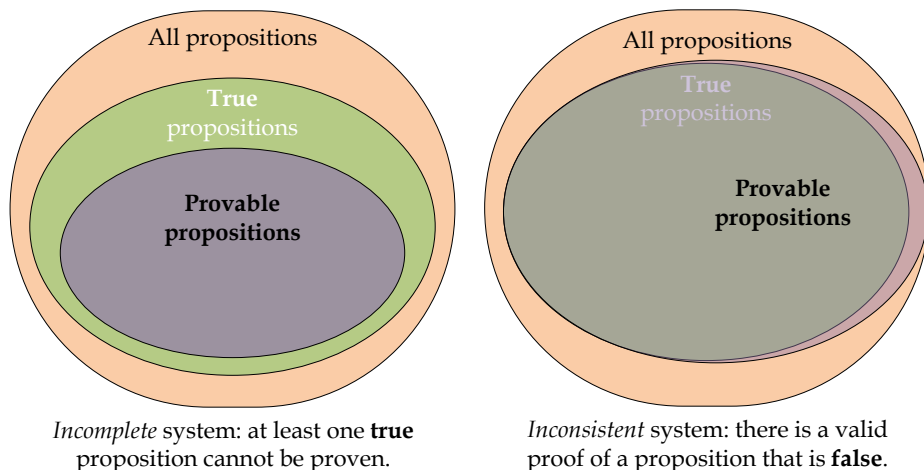 All propositions
True
propositions
Provable
propositions
Incomplete system: at least one true
proposition cannot be proven.
All propositions
True
propositions
Provable
propositions
Inconsistent system: there is a valid
proof of a proposition that is false.